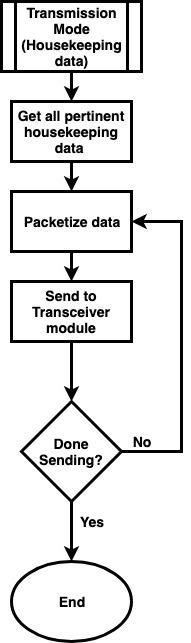 Transmission
Mode
(Housekeeping
data)
Get all pertinent
housekeeping
data
Packetize data
Send to
Transceiver
module
Done
Sending?
No
Yes
End